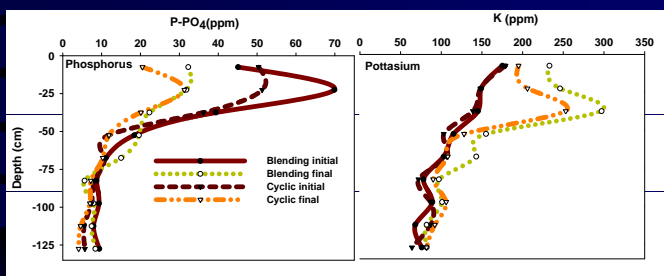 P-PO4(ppm)
0 10 20 30 40 50 60 70 80
Phosphorus
0
-25
-50
-75
-100
-125
Depth (cm)
Blending initial
Blending final
Cyclic initial
Cyclic final
K (ppm)
0 50 100 150 200 250 300 350
Pottasium